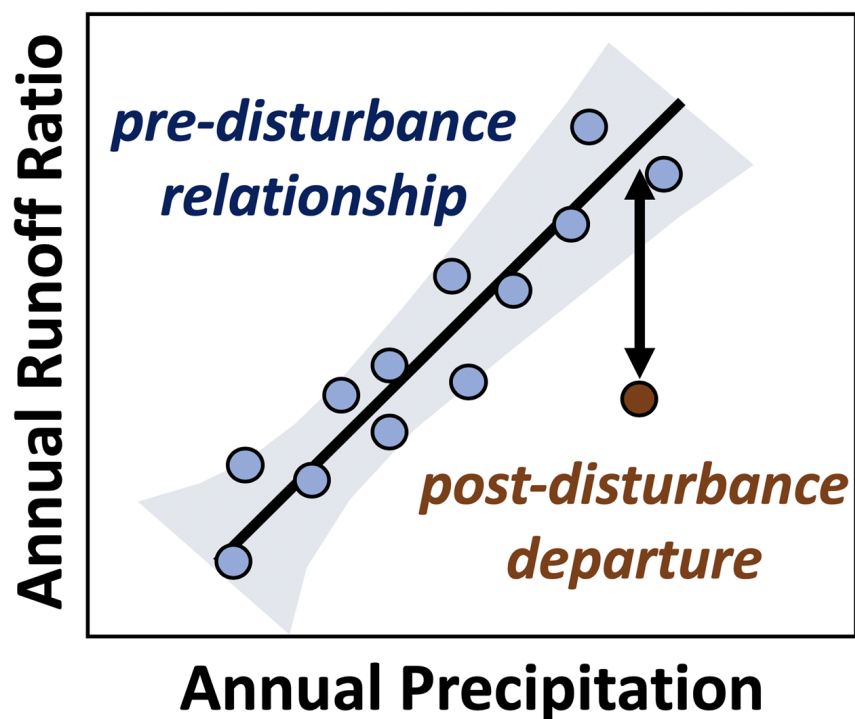 Annual Runoff Ratio
pre-disturbance
relationship
post-disturbance
departure
Annual Precipitation